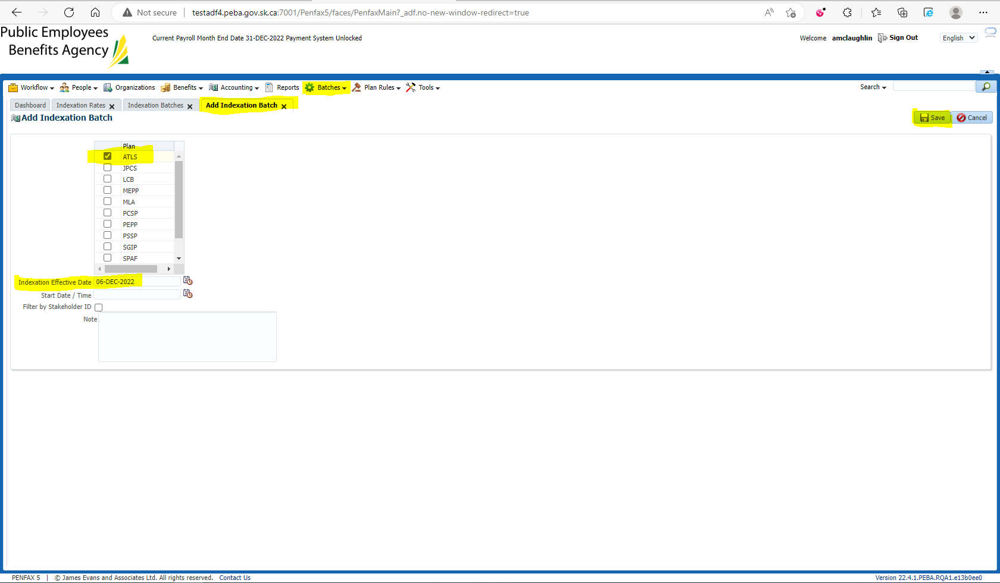 Not secure testadf4.peba.gov.sk.ca:7001/Penfax5/faces/PenfaxMain?_adf.no-new-window-redirect=true
Public Employees
Benefits Agency
Current Payroll Month End Date 31-DEC-2022 Payment System Unlocked
Welcome amclaughlin Sign Out English
Workflow People Organizations Benefits Accounting Reports Batches Plan Rules Tools Search
Dashboard Indexation Rates Indexation Batches Add Indexation Batch
Add Indexation Batch
Save Cancel
Plan
ATLS
JPCS
LCB
MEPP
MLA
PCSP
PEPP
PSSP
SGIP
SPAF
Indexation Effective Date 06-DEC-2022
Start Date / Time
Filter by Stakeholder ID
Note
PENFAX 5 | © James Evans and Associates Ltd. All rights reserved. Contact Us
Version 22.4.1.PEBA.RQA1.e13b0ee0